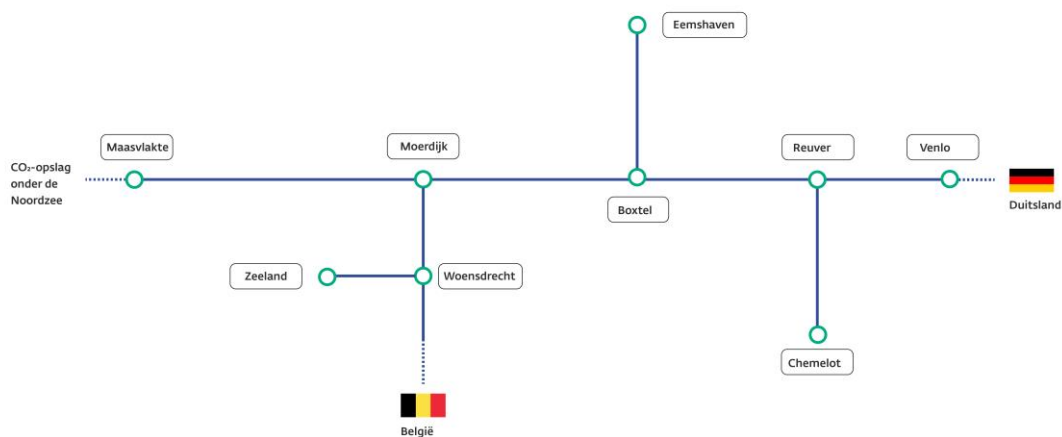 Eemshaven
Maasvlakte
Moerdijk
Reuver
Venlo
CO₂-opslag
onder de
Noordzee
Duitsland
Boxtel
Zeeland
Woensdrecht
Chemelot
België